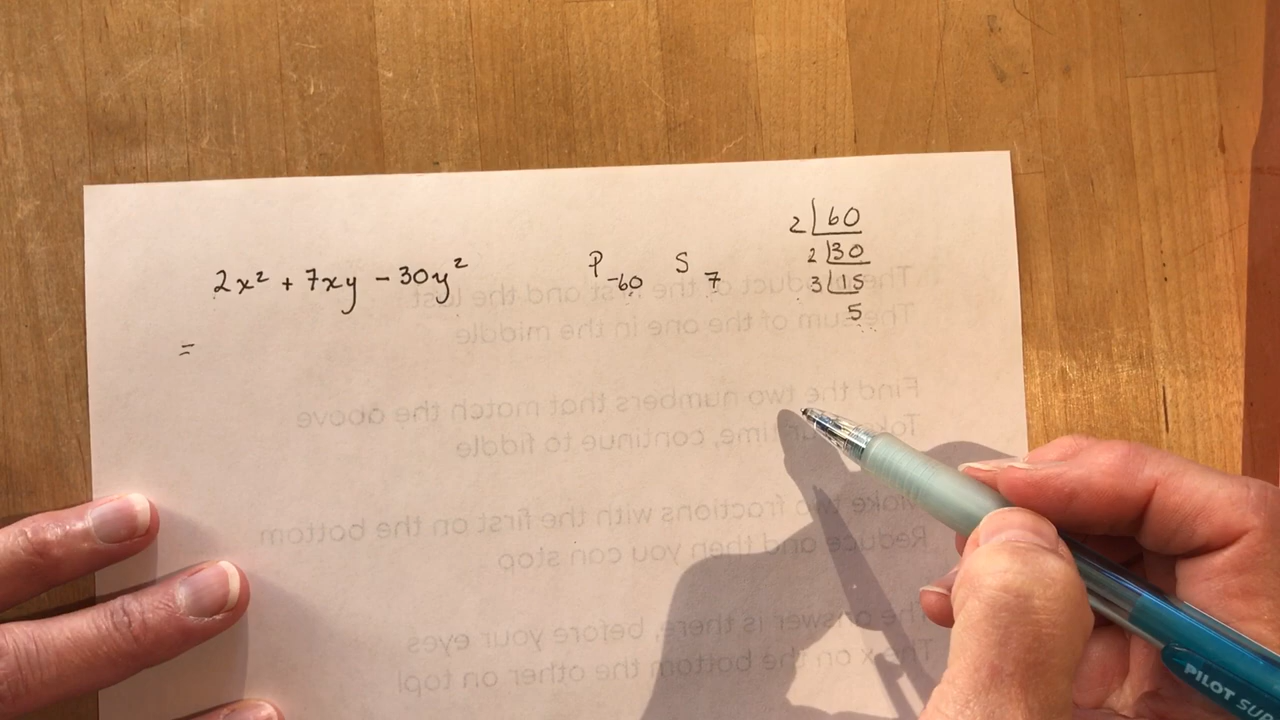 2x² + 7xy - 30y²
=
P -60 S 7
2 60
2 30
3 15
5
The product of the first and the last
The sum of the one in the middle
Find the two numbers that match the above
time, continue to fiddle
two fractions with the first on the bottom
Reduce and then you can stop
The answer is there, before your eyes
The x on the bottom the other on top!
PILOT